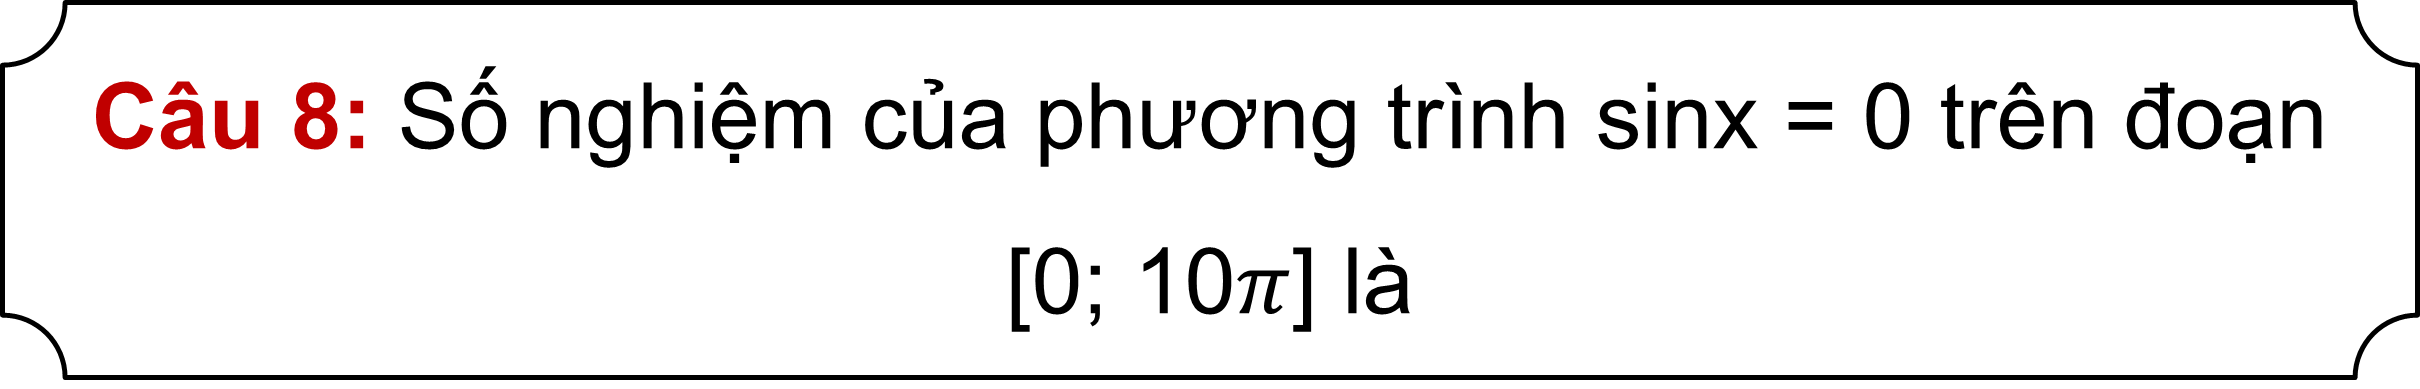 Câu 8: Số nghiệm của phương trình sinx = 0 trên đoạn
[0; 10𝜋] là